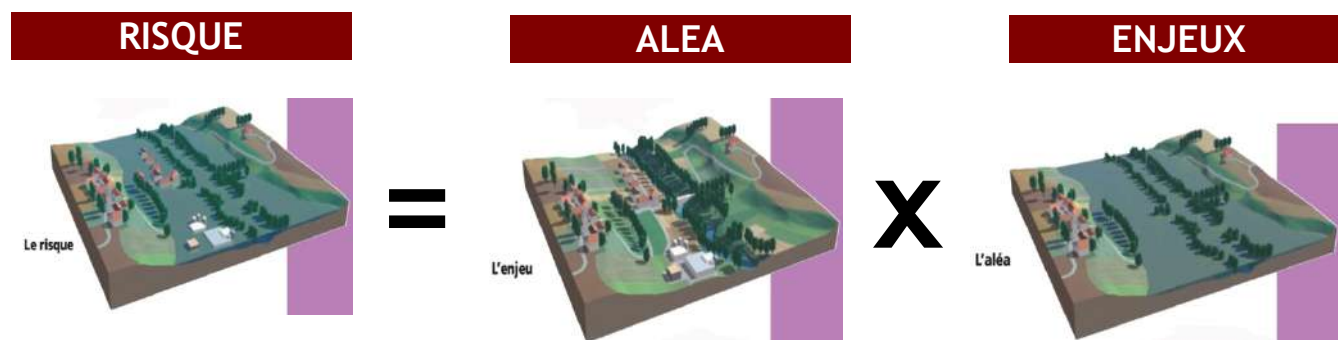 RISQUE
ALEA
ENJEUX
Le risque
=
L'enjeu
X
L'aléa